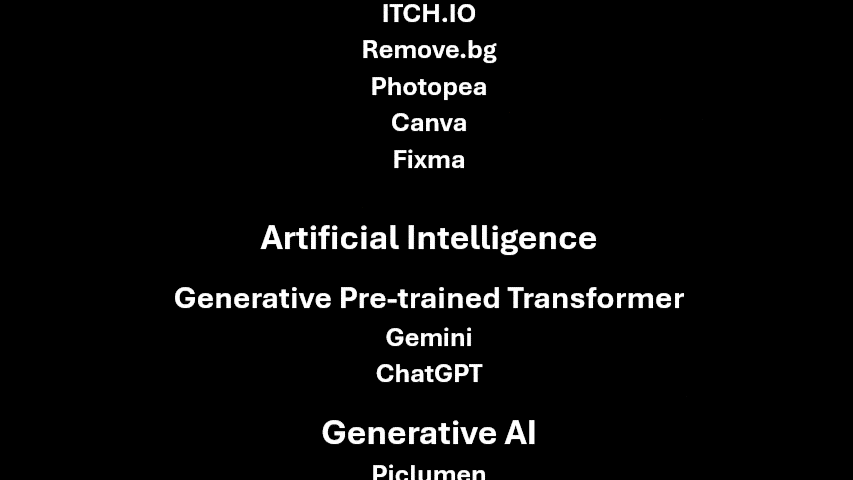 ITCH.IO
Remove.bg
Photopea
Canva
Fixma
Artificial Intelligence
Generative Pre-trained Transformer
Gemini
ChatGPT
Generative AI
Piclumen